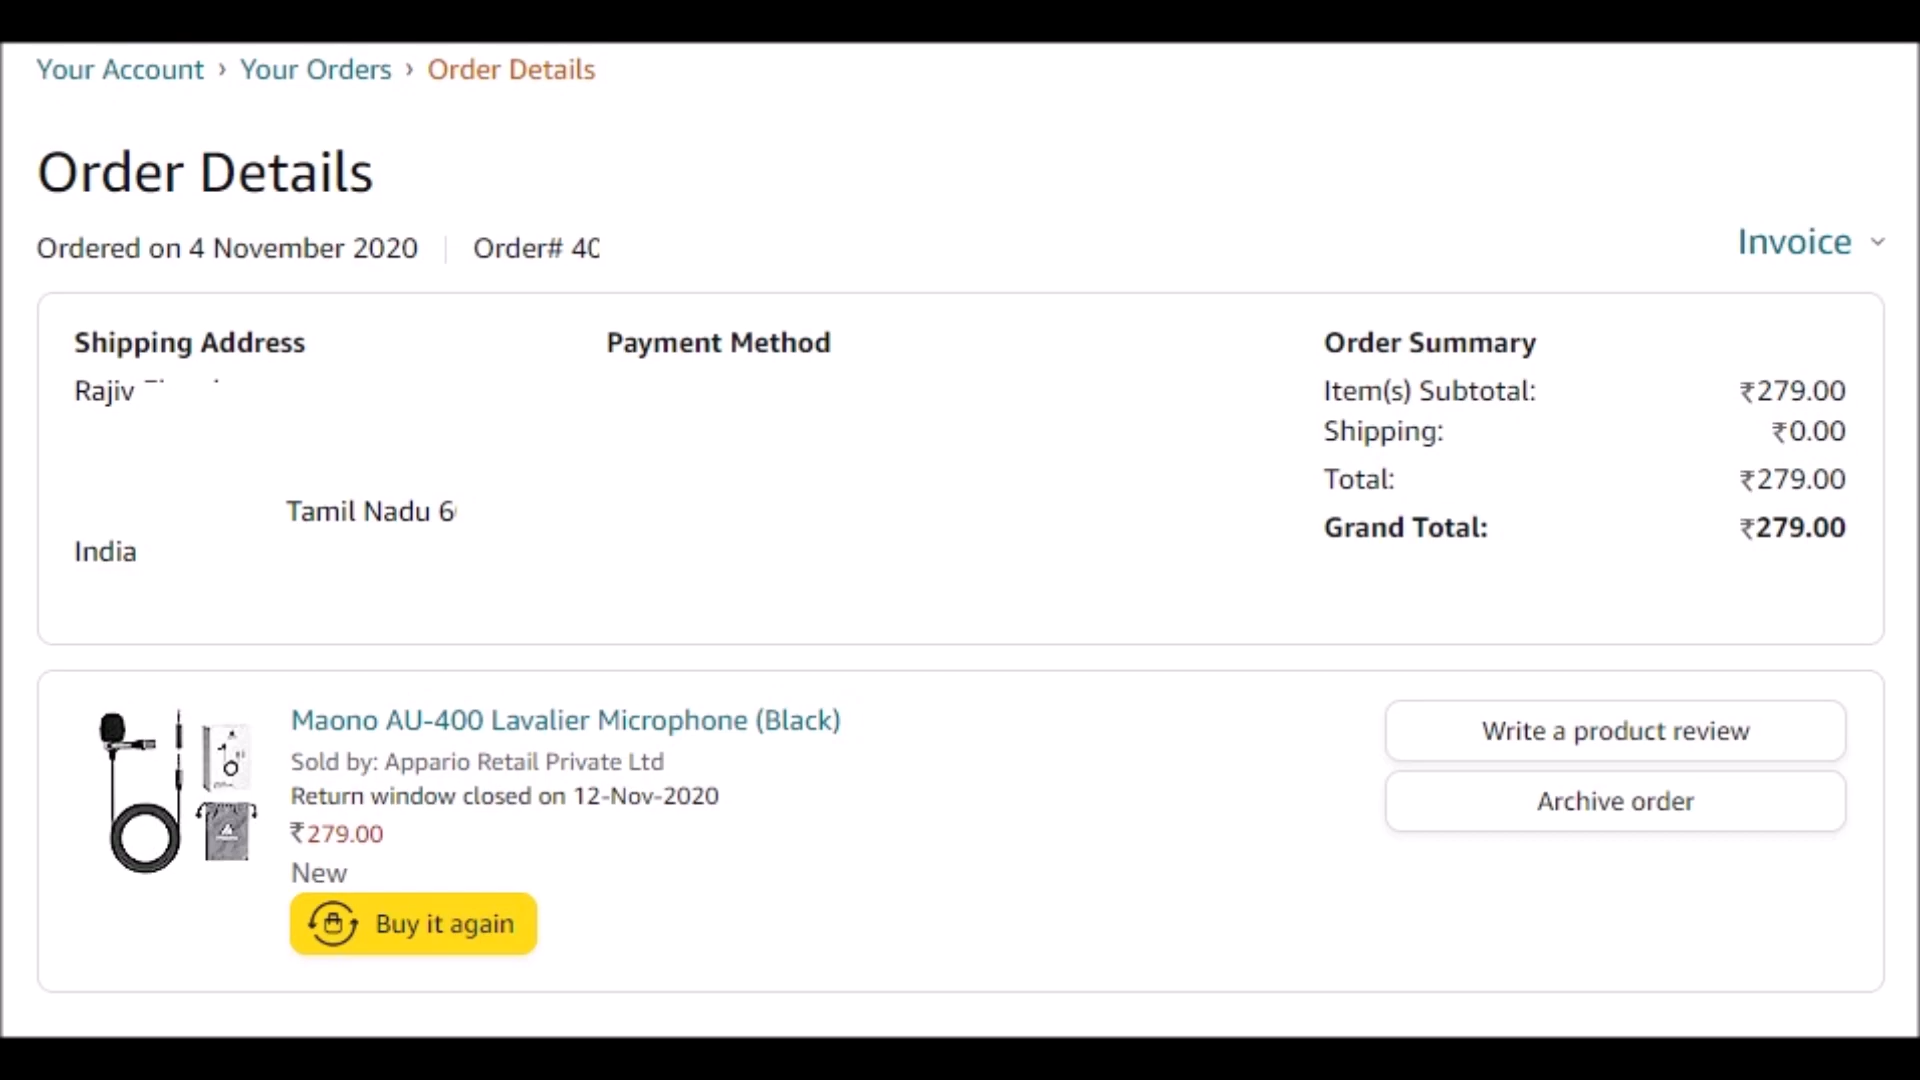 Your Account › Your Orders › Order Details
Order Details
Ordered on 4 November 2020 Order# 40
Invoice
Shipping Address
Rajiv
Tamil Nadu 6
India
Payment Method
Order Summary
Item(s) Subtotal: ₹279.00
Shipping: ₹0.00
Total: ₹279.00
Grand Total: ₹279.00
Maono AU-400 Lavalier Microphone (Black)
Sold by: Appario Retail Private Ltd
Return window closed on 12-Nov-2020
₹279.00
New
Buy it again
Write a product review
Archive order